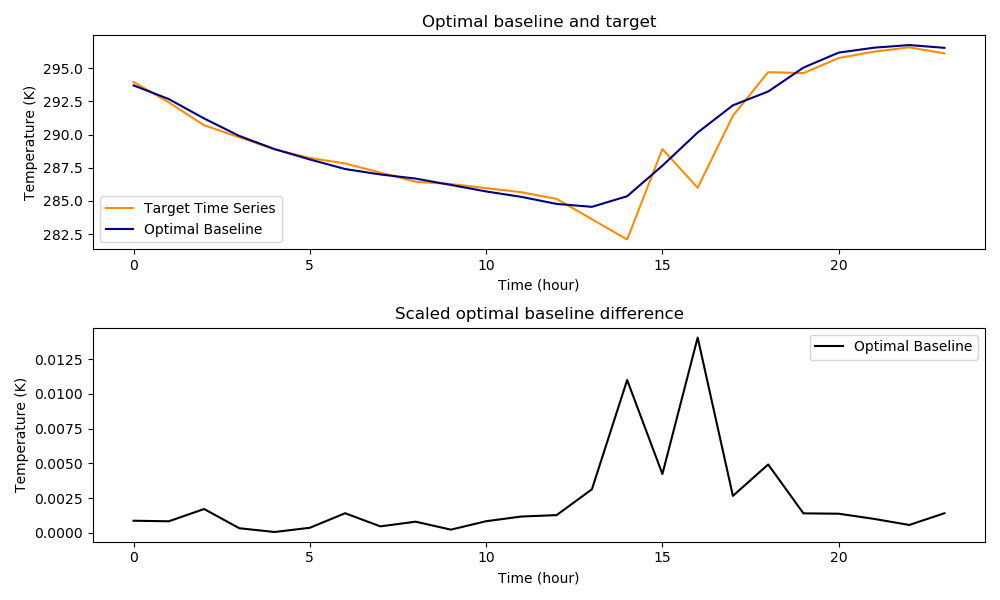 Optimal baseline and target
Temperature (K)
295.0
292.5
290.0
287.5
285.0
282.5
Target Time Series
Optimal Baseline
0 5 10 15 20
Time (hour)
Scaled optimal baseline difference
Temperature (K)
0.0125
0.0100
0.0075
0.0050
0.0025
0.0000
Optimal Baseline
0 5 10 15 20
Time (hour)